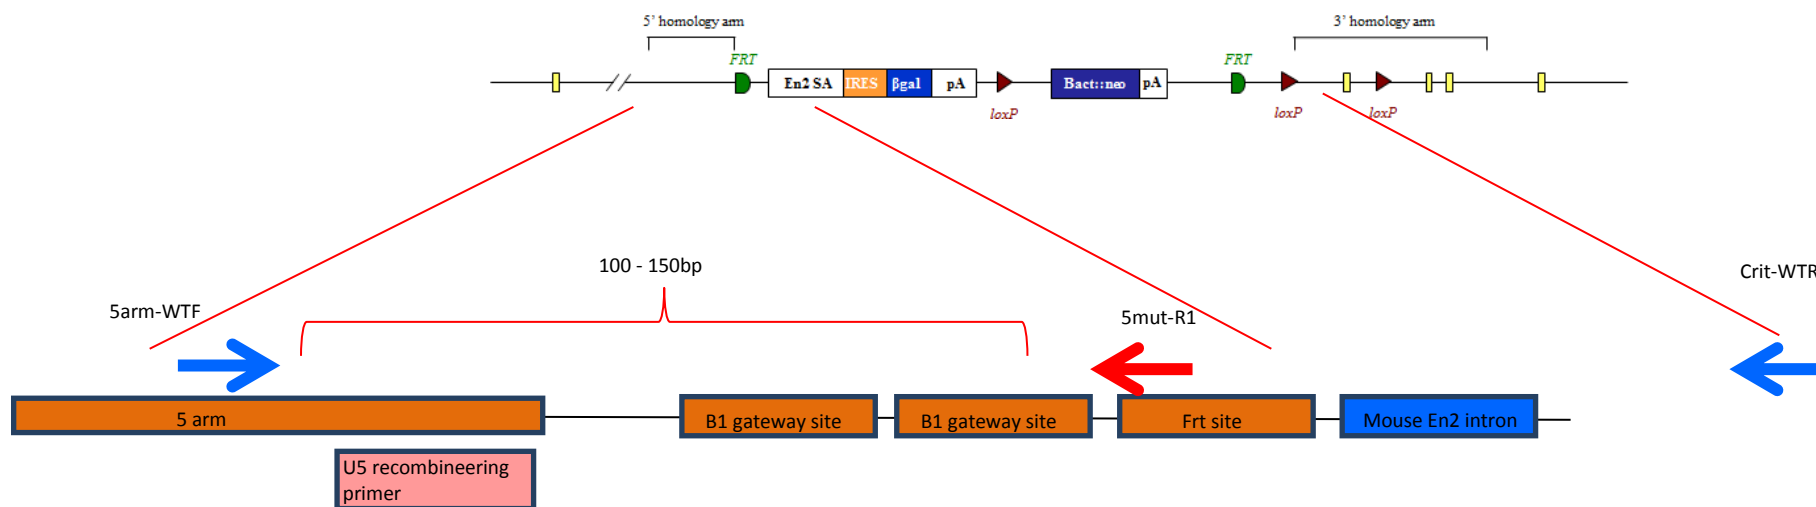 5' homology arm
3' homology arm
FRT
FRT
En2 SA
IRES
βgal
pA
Bact::neo
pA
loxP
loxP
loxP
100 - 150bp
Crit-WTR
5arm-WTF
5mut-R1
5 arm
B1 gateway site
B1 gateway site
Frt site
Mouse En2 intron
U5 recombineering
primer